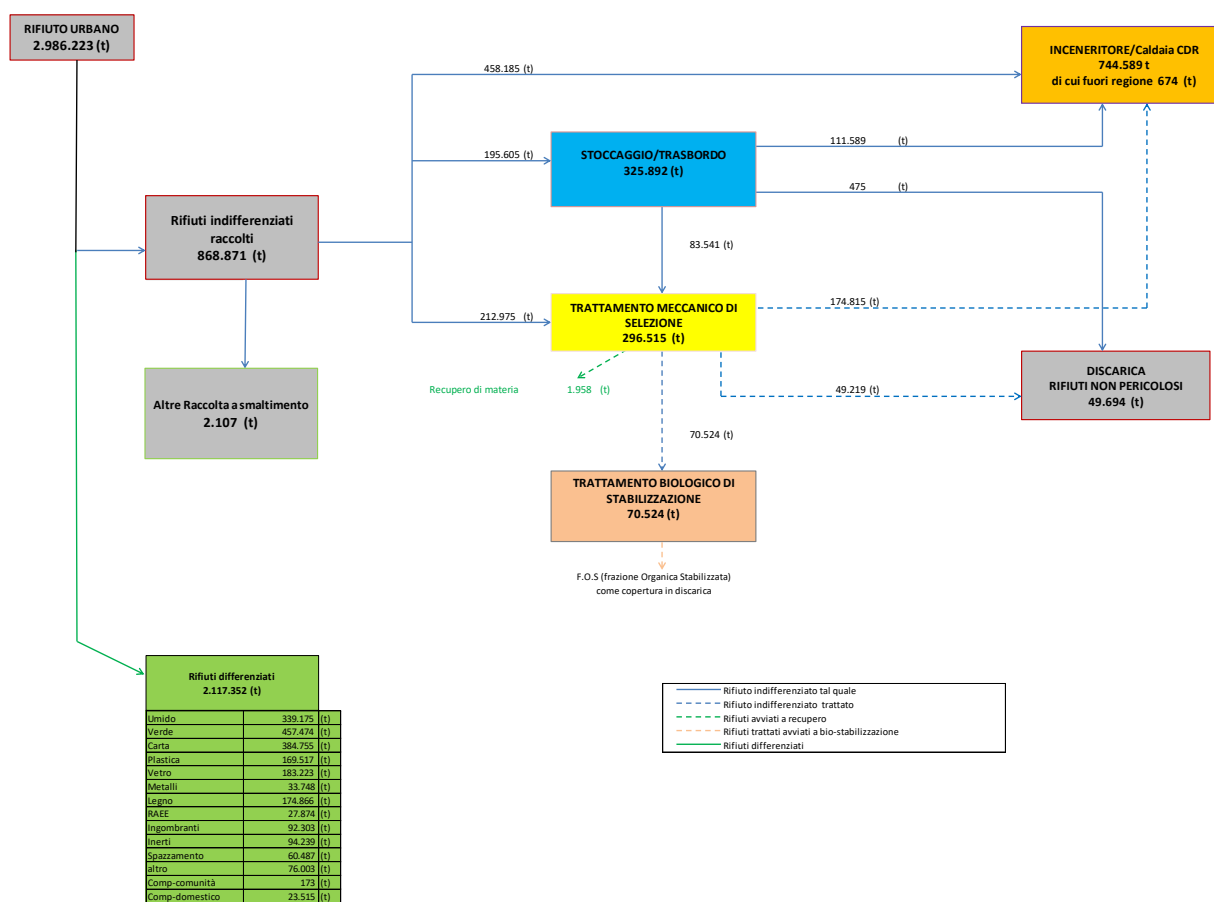 RIFIUTO URBANO
2.986.223 (t)
INCENERITORE/Caldaia CDR
744.589 t
di cui fuori regione 674 (t)
458.185 (t)
195.605 (t)
STOCCAGGIO/TRASBORDO
325.892 (t)
111.589 (t)
475 (t)
Rifiuti indifferenziati
raccolti
868.871 (t)
83.541 (t)
212.975 (t)
TRATTAMENTO MECCANICO DI
SELEZIONE
296.515 (t)
174.815 (t)
Altre Raccolta a smaltimento
2.107 (t)
Recupero di materia 1.958 (t)
49.219 (t)
DISCARICA
RIFIUTI NON PERICOLOSI
49.694 (t)
70.524 (t)
TRATTAMENTO BIOLOGICO DI
STABILIZZAZIONE
70.524 (t)
F.O.S (frazione Organica Stabilizzata)
come copertura in discarica
Rifiuti differenziati
2.117.352 (t)
Umido 339.175 (t)
Verde 457.474 (t)
Carta 384.755 (t)
Plastica 169.517 (t)
Vetro 183.223 (t)
Metalli 33.748 (t)
Legno 174.866 (t)
RAEE 27.874 (t)
Ingombranti 92.303 (t)
Inerti 94.239 (t)
Spazzamento 60.487 (t)
altro 76.003 (t)
Comp-comunità 173 (t)
Comp-domestico 23.515 (t)
Rifiuto indifferenziato tal quale
Rifiuto indifferenziato trattato
Rifiuti avviati a recupero
Rifiuti trattati avviati a bio-stabilizzazione
Rifiuti differenziati